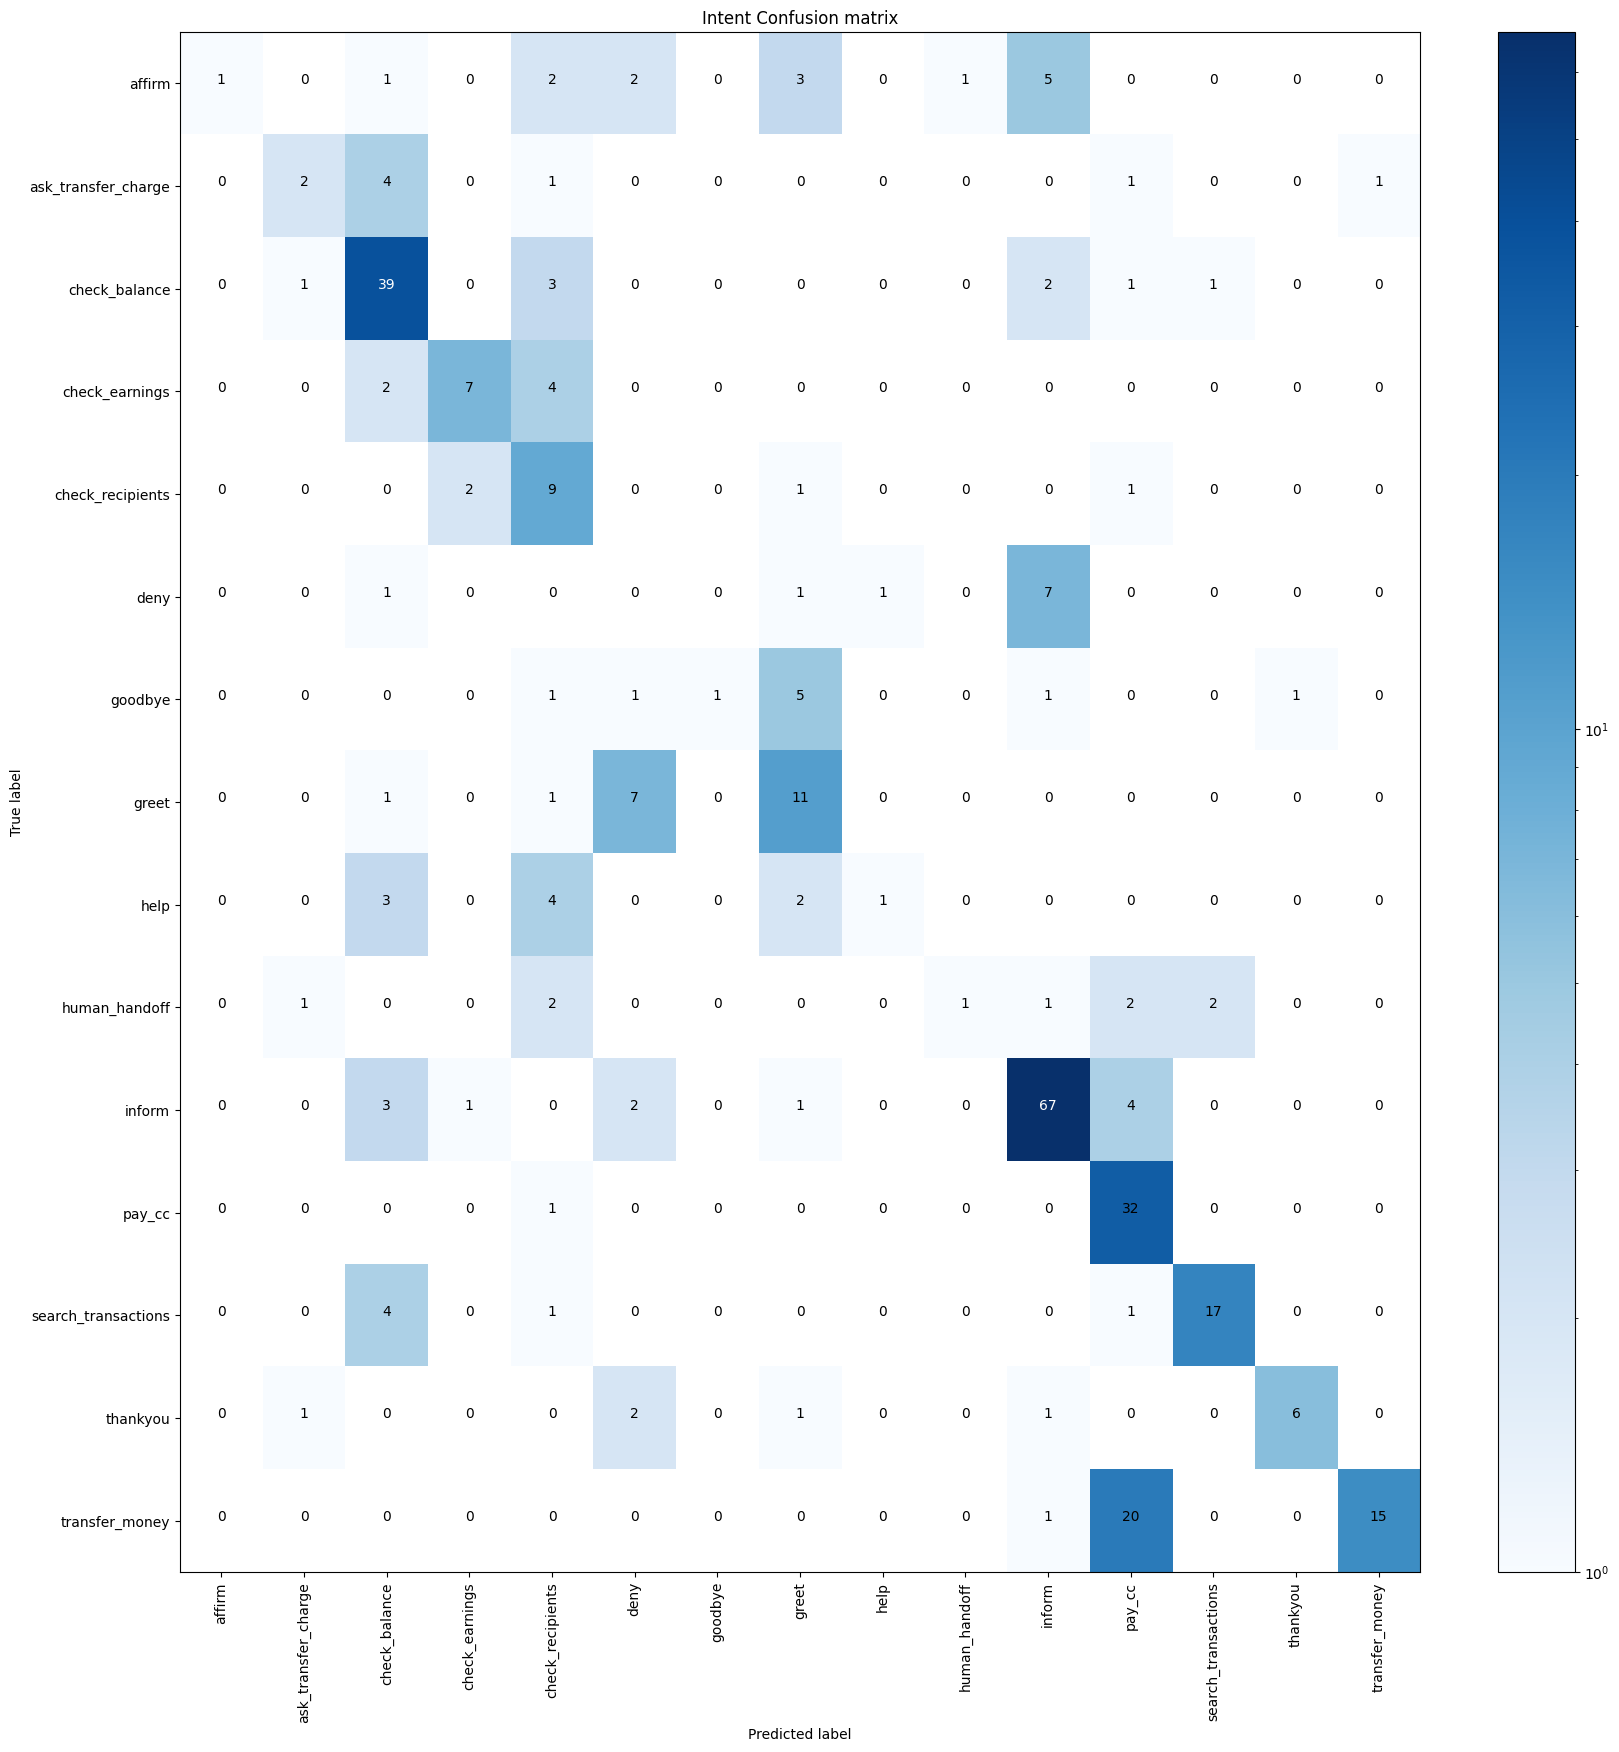 Intent Confusion matrix
affirm 1 0 1 0 2 2 0 3 0 1 5 0 0 0 0
ask_transfer_charge 0 2 4 0 1 0 0 0 0 0 0 1 0 0 1
check_balance 0 1 39 0 3 0 0 0 0 0 2 1 1 0 0
check_earnings 0 0 2 7 4 0 0 0 0 0 0 0 0 0 0
check_recipients 0 0 0 2 9 0 0 1 0 0 0 1 0 0 0
deny 0 0 1 0 0 0 0 1 1 0 7 0 0 0 0
goodbye 0 0 0 0 1 1 1 5 0 0 1 0 0 1 0
greet 0 0 1 0 1 7 0 11 0 0 0 0 0 0 0
help 0 0 3 0 4 0 0 2 1 0 0 0 0 0 0
human_handoff 0 1 0 0 2 0 0 0 0 1 1 2 2 0 0
inform 0 0 3 1 0 2 0 1 0 0 67 4 0 0 0
pay_cc 0 0 0 0 1 0 0 0 0 0 0 32 0 0 0
search_transactions 0 0 4 0 1 0 0 0 0 0 0 1 17 0 0
thankyou 0 1 0 0 0 2 0 1 0 0 1 0 0 6 0
transfer_money 0 0 0 0 0 0 0 0 0 0 1 20 0 0 15
True label
affirm
ask_transfer_charge
check_balance
check_earnings
check_recipients
deny
goodbye
greet
help
human_handoff
inform
pay_cc
search_transactions
thankyou
transfer_money
Predicted label
10¹
10⁰